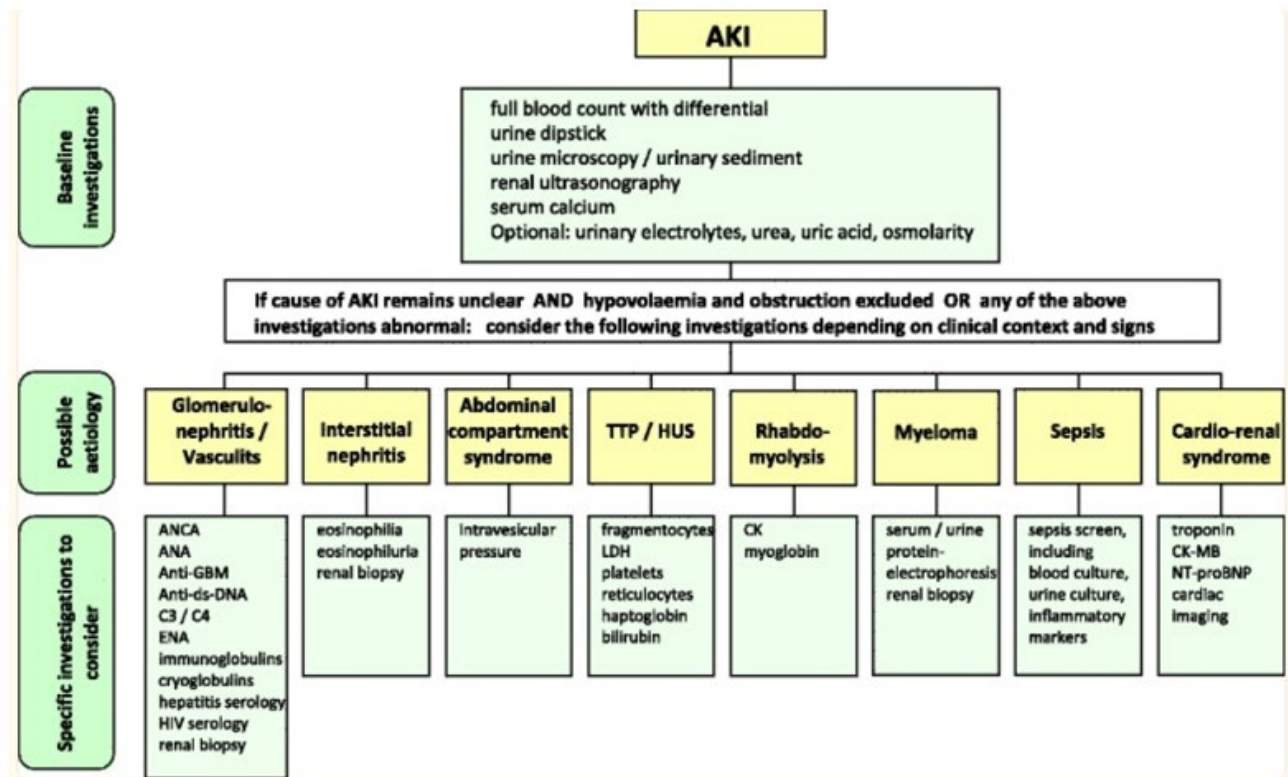 AKI
Baseline
investigations
full blood count with differential
urine dipstick
urine microscopy / urinary sediment
renal ultrasonography
serum calcium
Optional: urinary electrolytes, urea, uric acid, osmolarity
If cause of AKI remains unclear AND hypovolaemia and obstruction excluded OR any of the above
investigations abnormal: consider the following investigations depending on clinical context and signs
Possible
aetiology
Glomerulo-
nephritis /
Vasculits
Interstitial
nephritis
Abdominal
compartment
syndrome
TTP / HUS
Rhabdo-
myolysis
Myeloma
Sepsis
Cardio-renal
syndrome
Specific investigations to
consider
ANCA
ANA
Anti-GBM
Anti-ds-DNA
C3 / C4
ENA
immunoglobulins
cryoglobulins
hepatitis serology
HIV serology
renal biopsy
eosinophilia
eosinophiluria
renal biopsy
intravesicular
pressure
fragmentocytes
LDH
platelets
reticulocytes
haptoglobin
bilirubin
CK
myoglobin
serum / urine
protein-
electrophoresis
renal biopsy
sepsis screen,
including
blood culture,
urine culture,
inflammatory
markers
troponin
CK-MB
NT-proBNP
cardiac
imaging